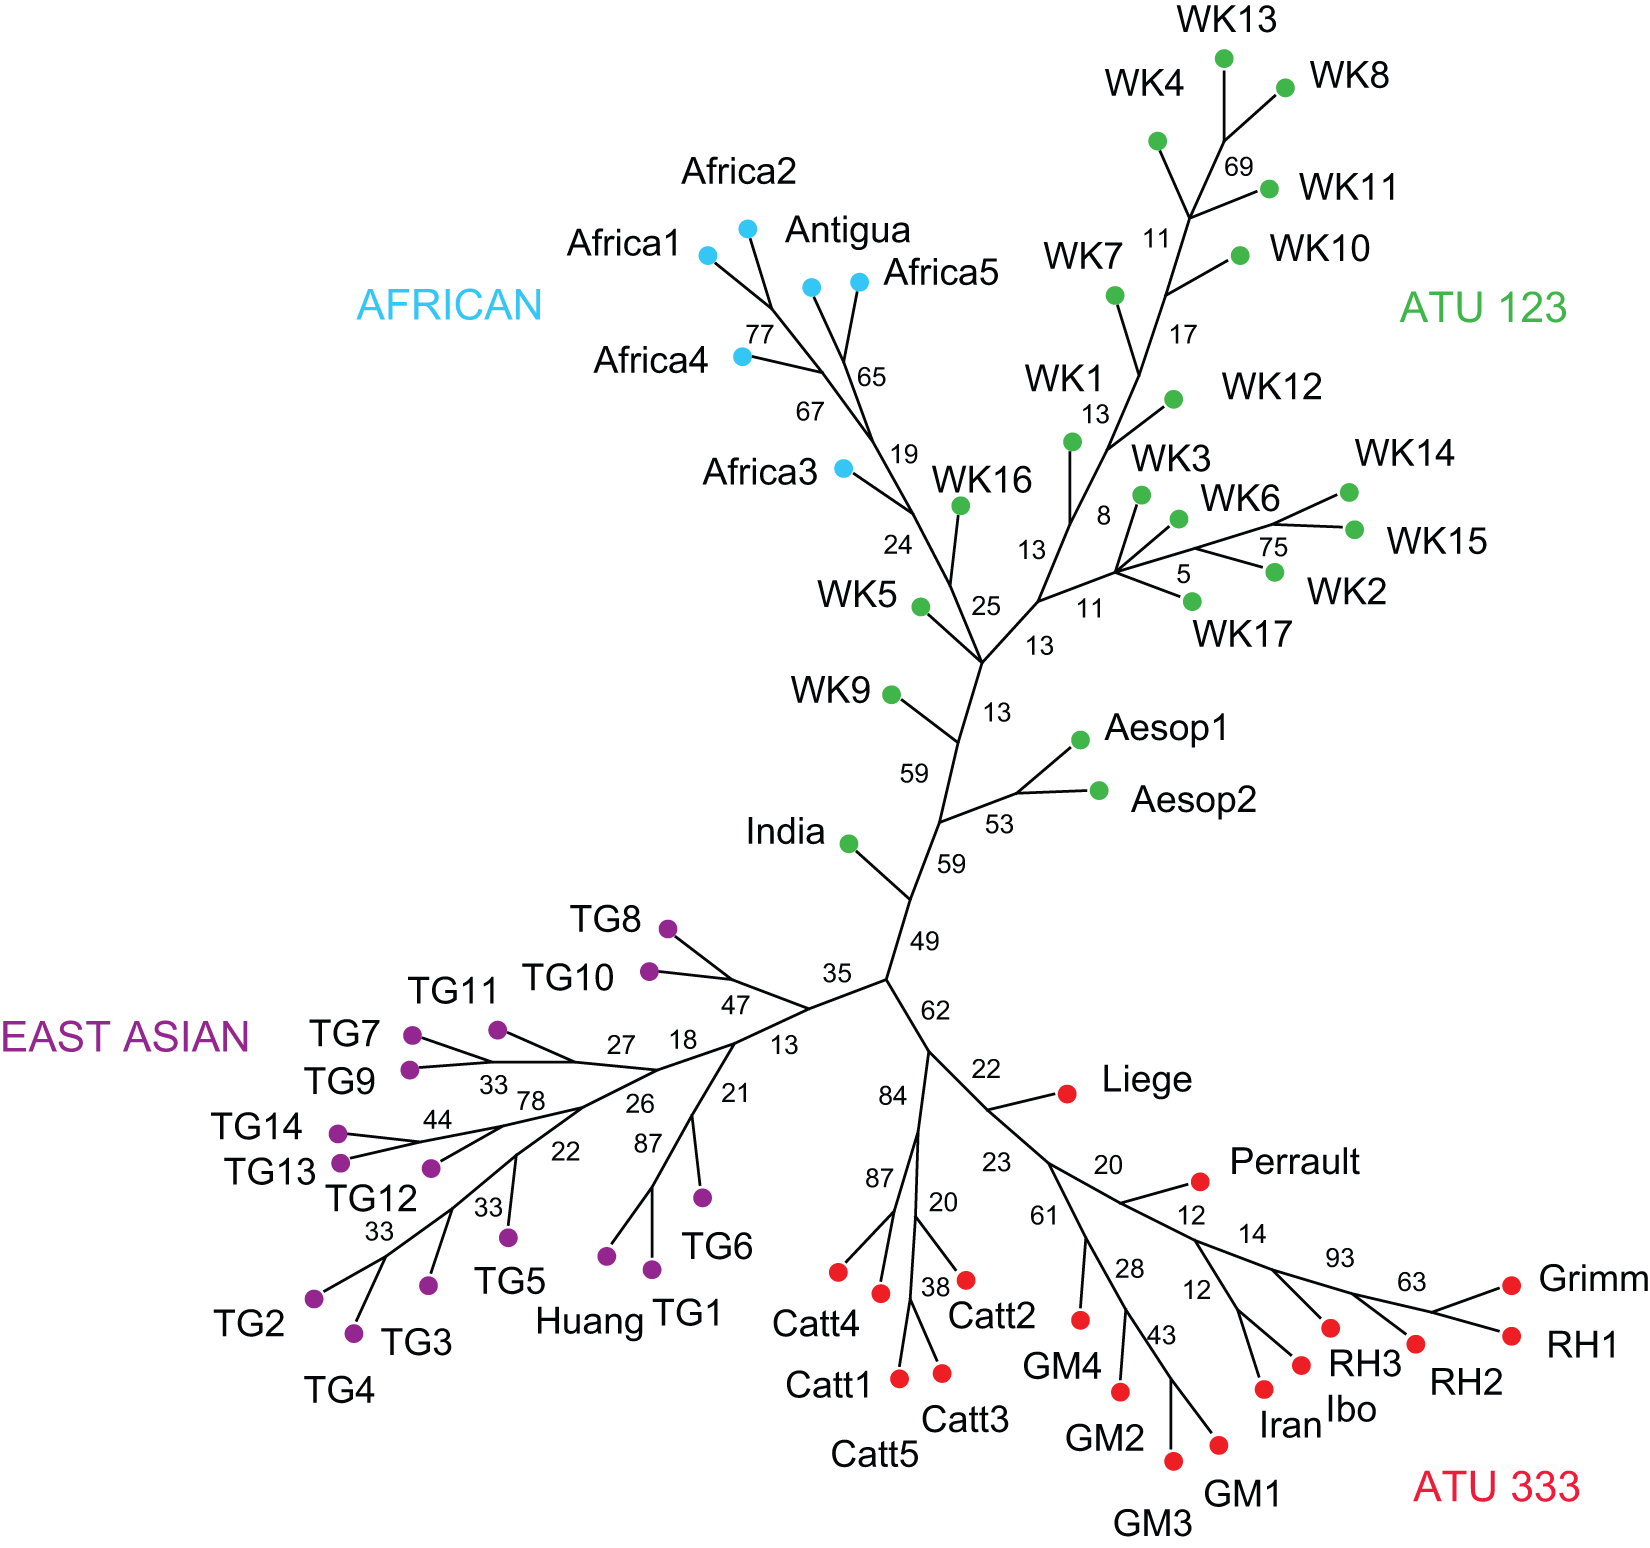 WK13
WK4
WK8
69
WK11
Africa2
Antigua
Africa1
Africa5
11
WK7
WK10
AFRICAN
ATU 123
77
17
Africa4
65
WK1
WK12
67
13
19
WK3
WK14
Africa3
WK16
WK6
8
WK15
24
13
75
5
WK2
WK5
25
11
WK17
13
WK9
13
Aesop1
59
Aesop2
53
India
59
TG8
49
TG10
35
TG11
47
62
TG7
EAST ASIAN
27
18
13
TG9
22
Liege
33
78
26
21
84
44
TG14
87
22
TG13
23
20
Perrault
TG12
87
33
20
61
12
33
14
TG6
93
TG5
28
63
Grimm
38
12
TG2
Huang
TG1
Catt4
Catt2
43
TG3
RH1
GM4
RH3
RH2
TG4
Catt1
Ibo
Catt3
Iran
GM2
Catt5
ATU 333
GM1
GM3